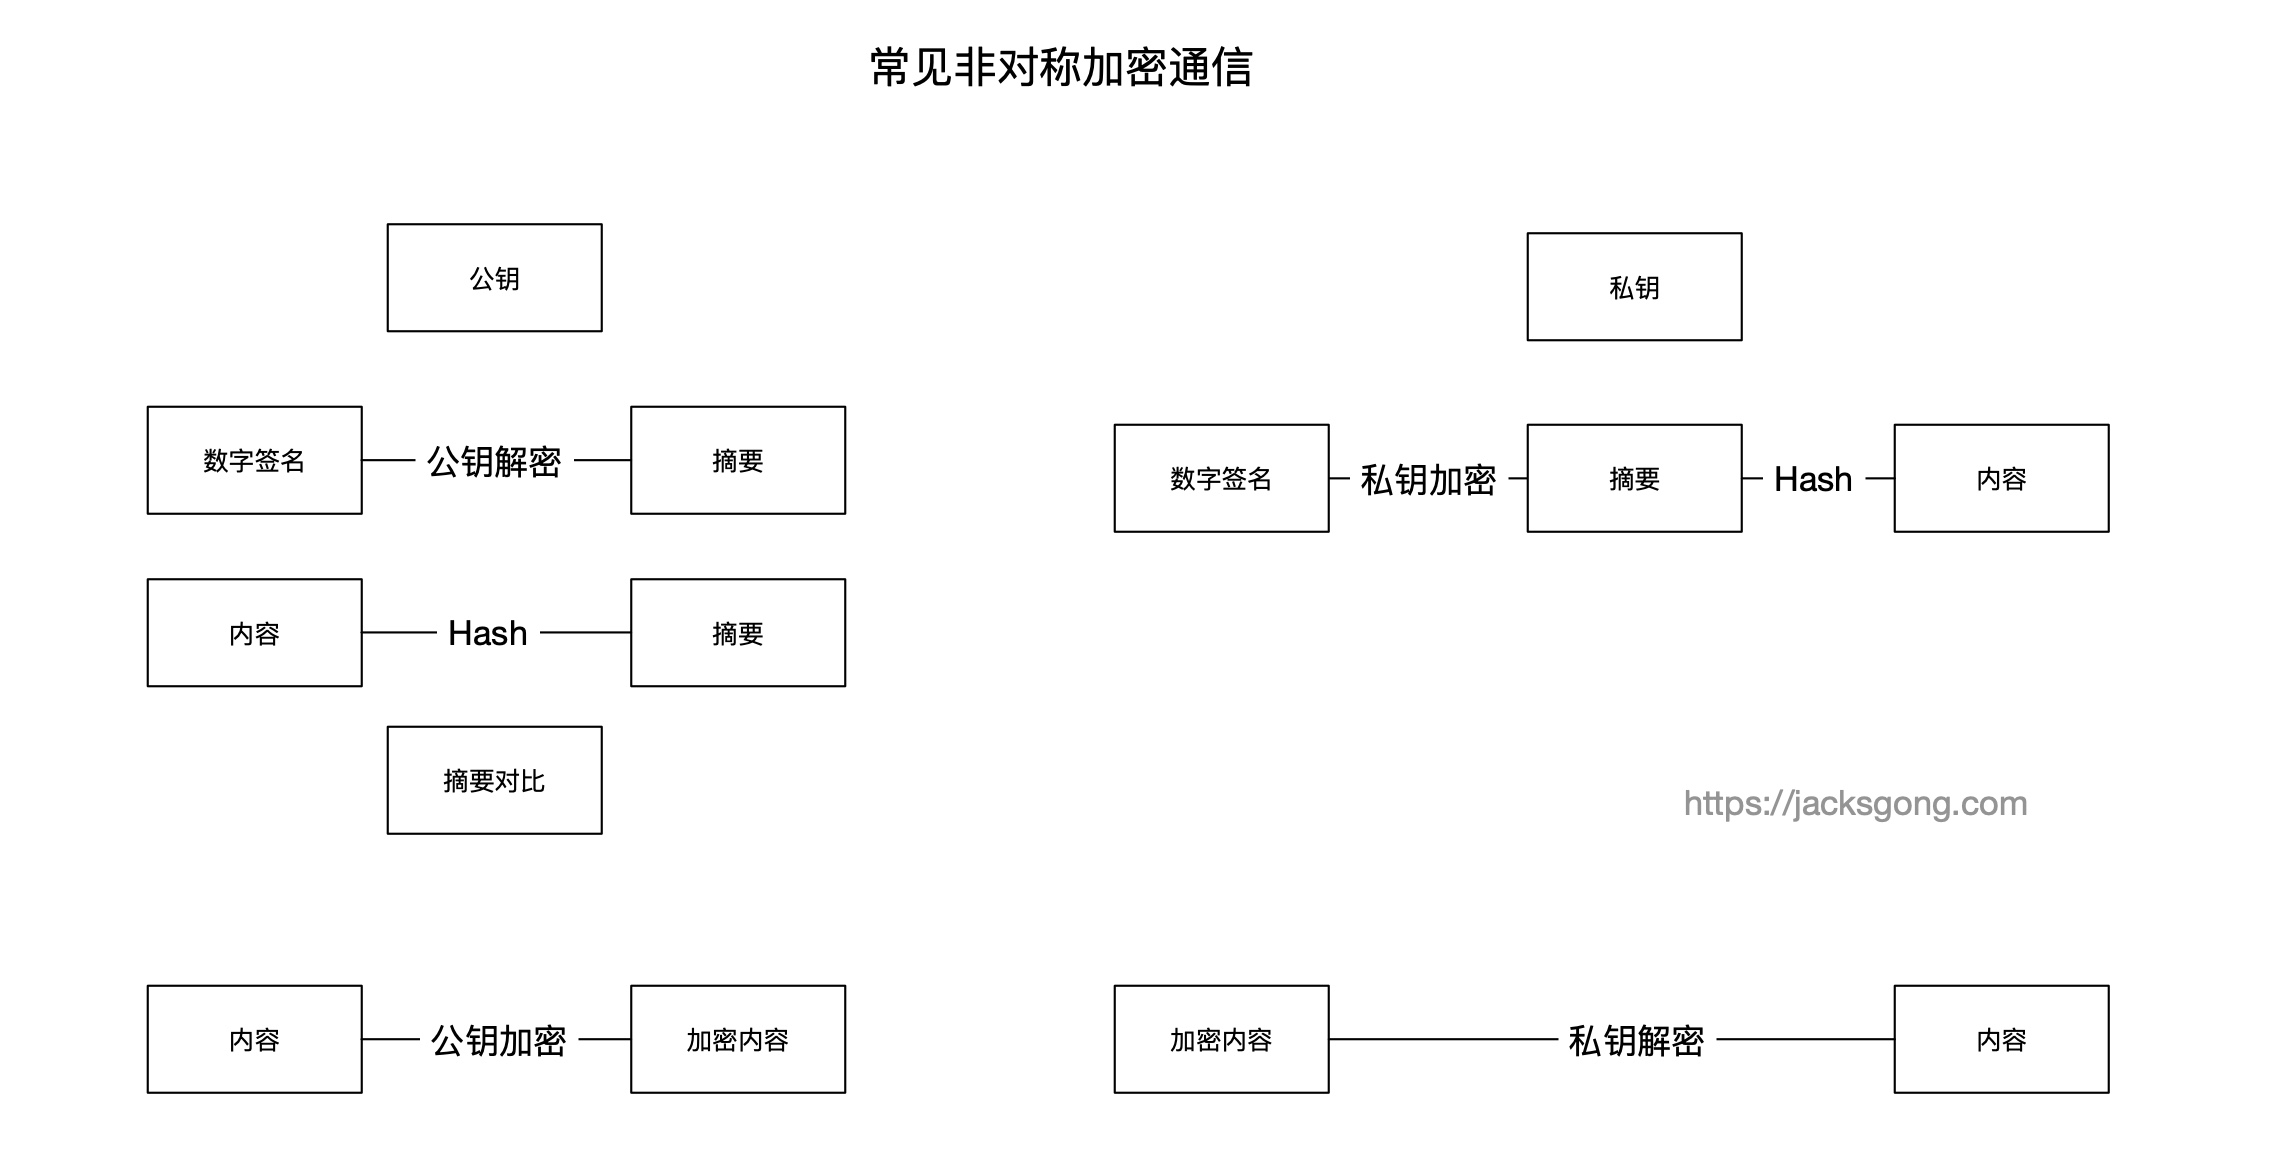 常见非对称加密通信
公钥
私钥
数字签名 公钥解密 摘要
数字签名 私钥加密 摘要 Hash 内容
内容 Hash 摘要
摘要对比
https://jacksgong.com
内容 公钥加密 加密内容
加密内容 私钥解密 内容